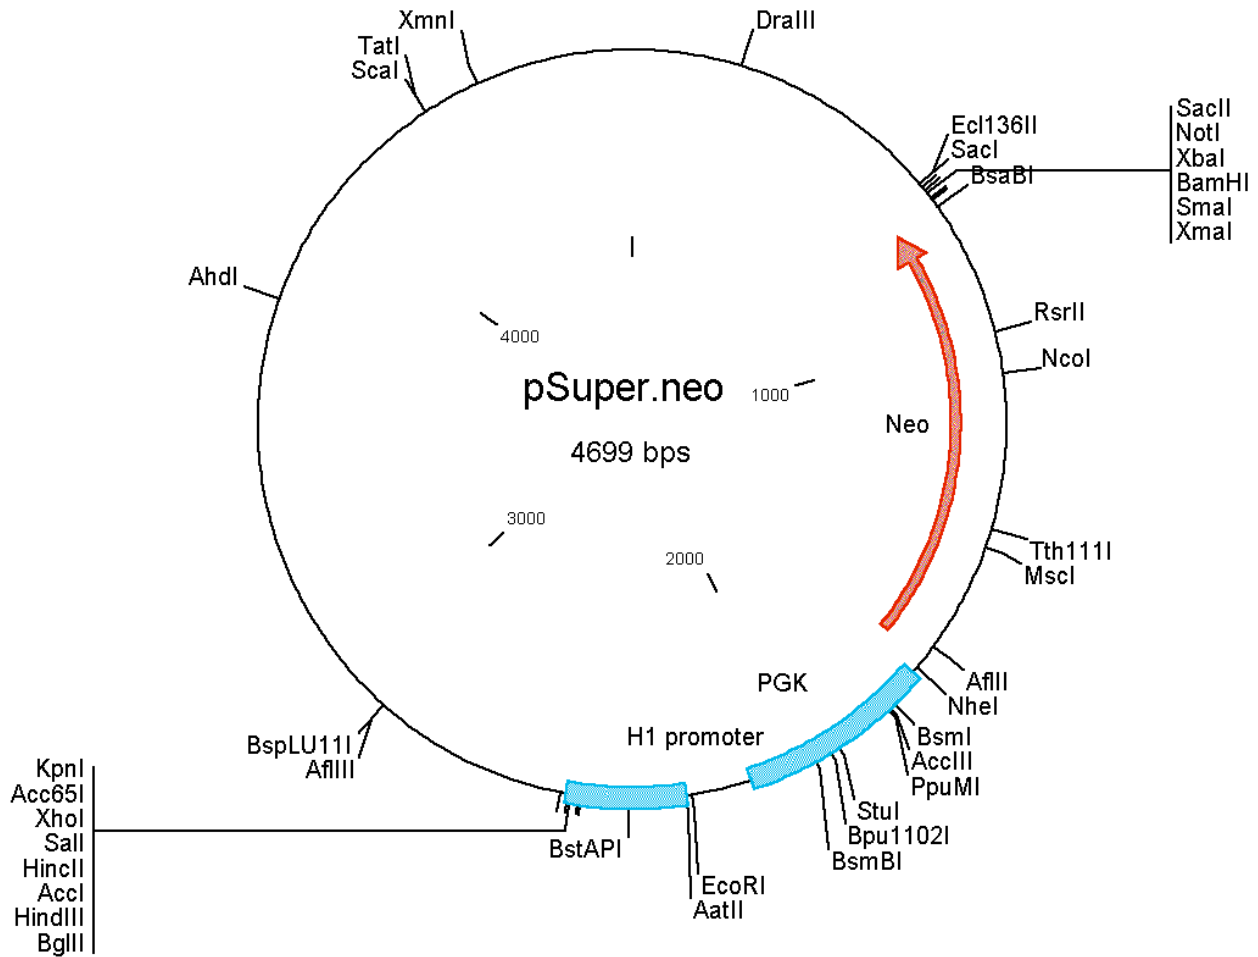 XmnI
DraIII
TatI
ScaI
Ecl136II
SacI
BsaBI
SacII
NotI
XbaI
BamHI
SmaI
XmaI
AhdI
RsrII
NcoI
4000
pSuper.neo
1000
4699 bps
Neo
3000
2000
Tth111I
MscI
AflII
NheI
PGK
H1 promoter
BsmI
AccIII
PpuMI
BspLU11I
AflIII
StuI
Bpu1102I
BsmBI
KpnI
Acc65I
XhoI
SalI
HincII
AccI
HindIII
BglII
BstAPI
EcoRI
AatII